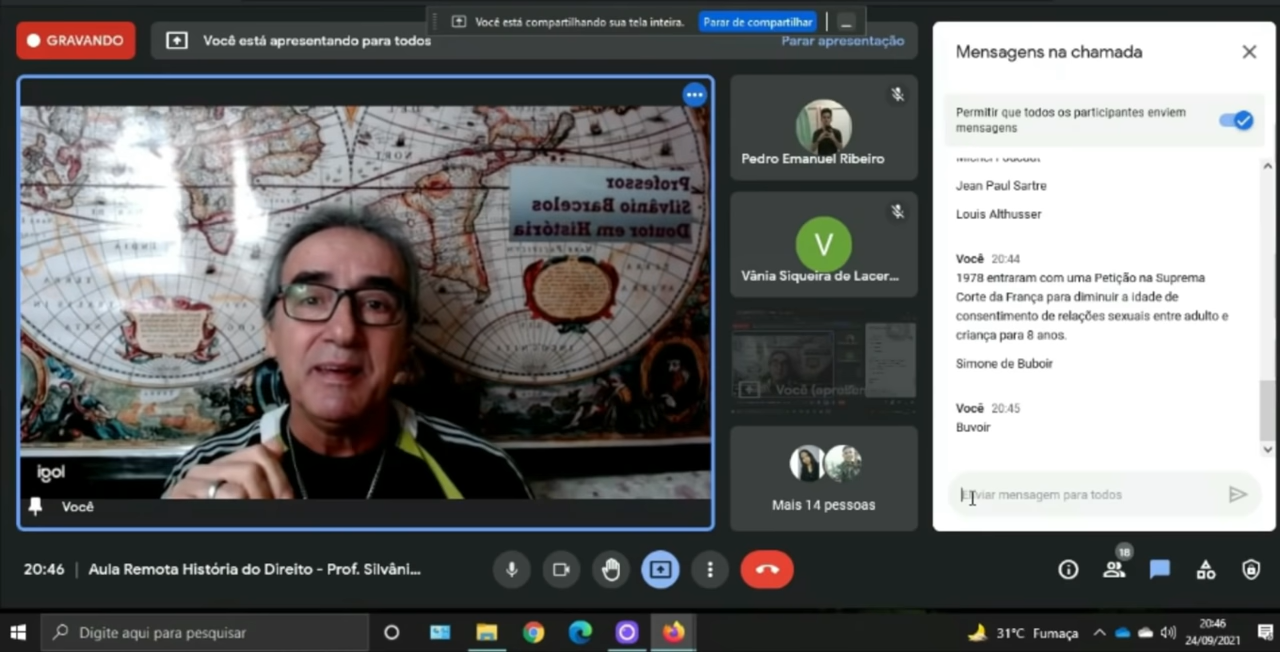 Você está compartilhando sua tela inteira.
Parar de compartilhar
GRAVANDO
Você está apresentando para todos
Parar apresentação
Professor
Silvânio Barcelos
Doutor em História
igol
Você
Pedro Emanuel Ribeiro
V
Vânia Siqueira de Lacer...
Você (apresen
Mais 14 pessoas
Mensagens na chamada
Permitir que todos os participantes enviem
mensagens
Michel Foucault
Jean Paul Sartre
Louis Althusser
Você 20:44
1978 entraram com uma Petição na Suprema
Corte da França para diminuir a idade de
consentimento de relações sexuais entre adulto e
criança para 8 anos.
Simone de Buboir
Você 20:45
Buvoir
Enviar mensagem para todos
20:46 | Aula Remota História do Direito - Prof. Silvâni...
18
Digite aqui para pesquisar
31°C Fumaça
20:46
24/09/2021